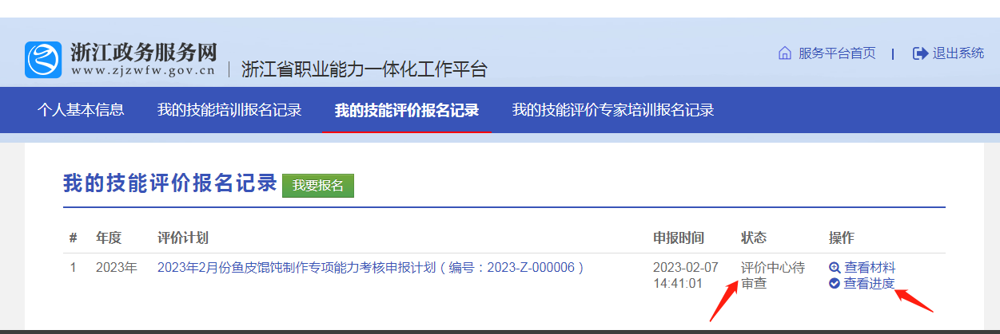 浙江政务服务网
www.zjzwfw.gov.cn
浙江省职业能力一体化工作平台
服务平台首页 | 退出系统
个人基本信息 我的技能培训报名记录 我的技能评价报名记录 我的技能评价专家培训报名记录
我的技能评价报名记录 我要报名
# 年度 评价计划 申报时间 状态 操作
1 2023年 2023年2月份鱼皮馄饨制作专项能力考核申报计划（编号：2023-Z-000006） 2023-02-07 评价中心待 查看材料
14:41:01 审查 查看进度